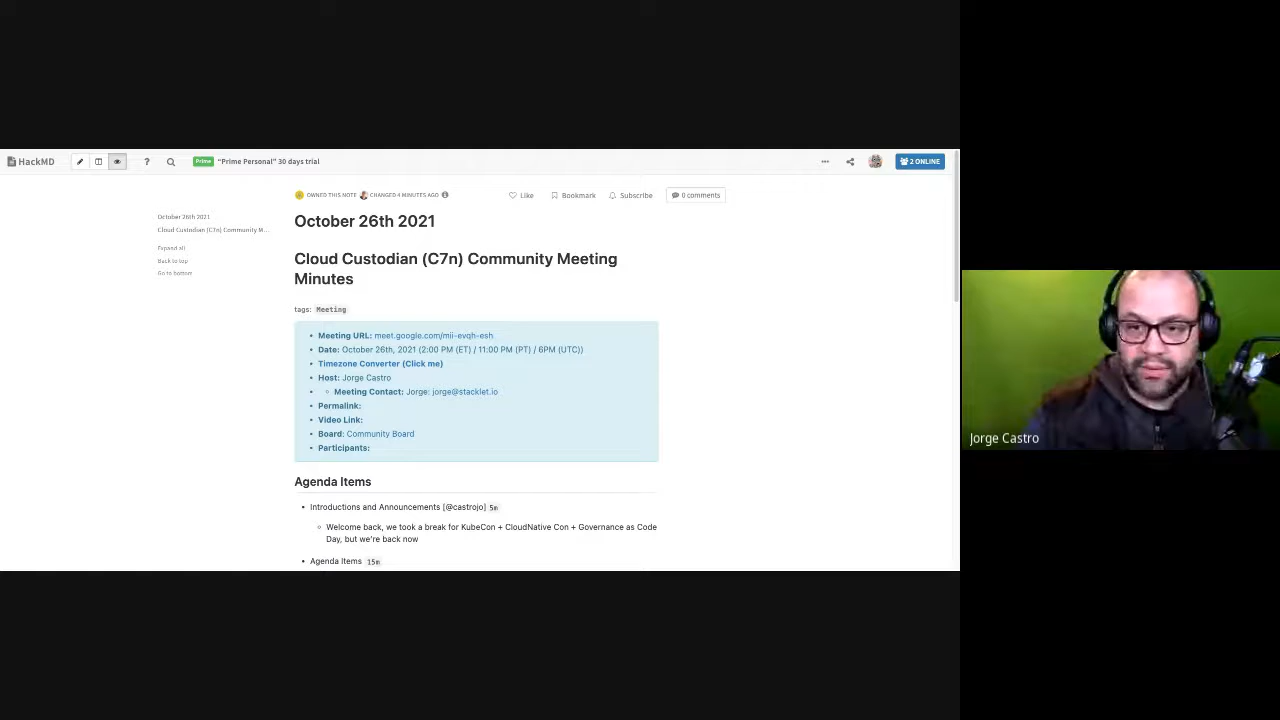 HackMD
?
Prime "Prime Personal" 30 days trial
2 ONLINE
OWNED THIS NOTE CHANGED 4 MINUTES AGO
Like
Bookmark
Subscribe
0 comments
October 26th 2021
Cloud Custodian (C7n) Community M...
Expand all
Back to top
Go to bottom
October 26th 2021
Cloud Custodian (C7n) Community Meeting
Minutes
tags: Meeting
• Meeting URL: meet.google.com/mii-evqh-esh
• Date: October 26th, 2021 (2:00 PM (ET) / 11:00 PM (PT) / 6PM (UTC))
• Timezone Converter (Click me)
• Host: Jorge Castro
• ◦ Meeting Contact: Jorge: jorge@stacklet.io
• Permalink:
• Video Link:
• Board: Community Board
• Participants:
Agenda Items
• Introductions and Announcements [@castrojo] 5m
◦ Welcome back, we took a break for KubeCon + CloudNative Con + Governance as Code
Day, but we're back now
• Agenda Items 15m
Jorge Castro